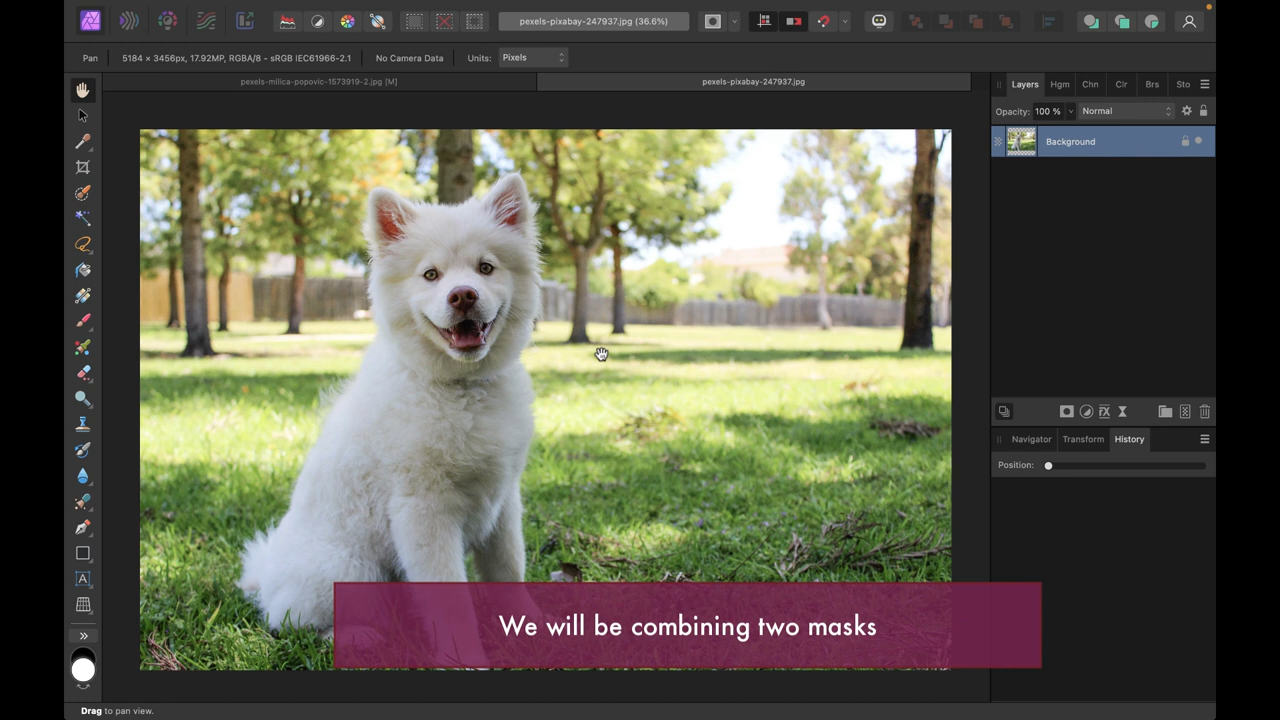 pexels-pixabay-247937.jpg (36.6%)
Pan
5184 × 3456px, 17.92MP, RGBA/8 - sRGB IEC61966-2.1
No Camera Data
Units:
Pixels
pexels-milica-popovic-1573919-2.jpg [M]
pexels-pixabay-247937.jpg
Layers
Hgm
Chn
Clr
Brs
Sto
Opacity:
100 %
Normal
Background
Navigator
Transform
History
Position:
A
We will be combining two masks
Drag to pan view.